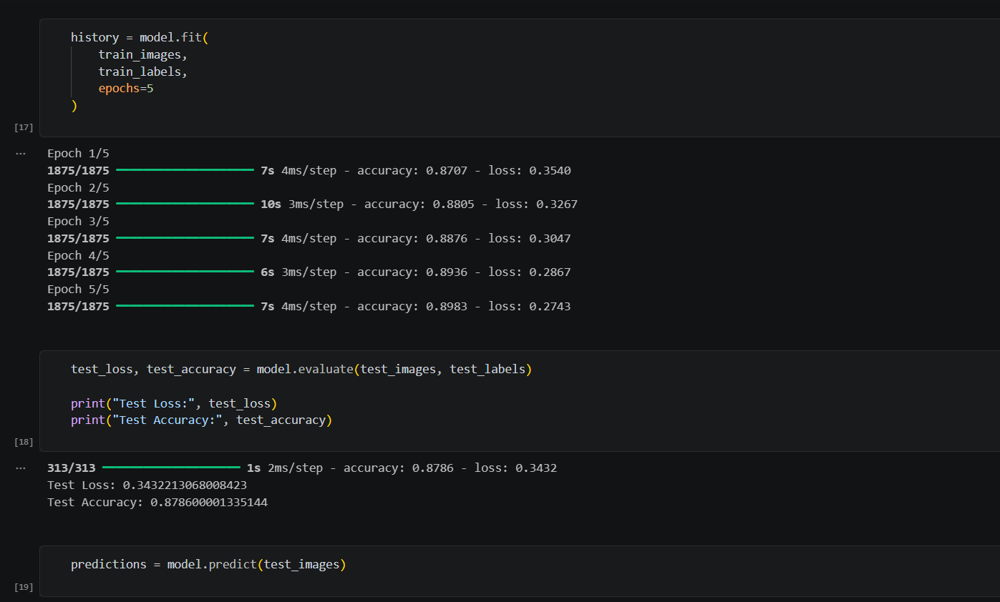 history = model.fit(
    train_images,
    train_labels,
    epochs=5
)
[17]
... Epoch 1/5
1875/1875 ━━━━━━━━━━━━━━━━━━━━ 7s 4ms/step - accuracy: 0.8707 - loss: 0.3540
Epoch 2/5
1875/1875 ━━━━━━━━━━━━━━━━━━━━ 10s 3ms/step - accuracy: 0.8805 - loss: 0.3267
Epoch 3/5
1875/1875 ━━━━━━━━━━━━━━━━━━━━ 7s 4ms/step - accuracy: 0.8876 - loss: 0.3047
Epoch 4/5
1875/1875 ━━━━━━━━━━━━━━━━━━━━ 6s 3ms/step - accuracy: 0.8936 - loss: 0.2867
Epoch 5/5
1875/1875 ━━━━━━━━━━━━━━━━━━━━ 7s 4ms/step - accuracy: 0.8983 - loss: 0.2743
test_loss, test_accuracy = model.evaluate(test_images, test_labels)
print("Test Loss:", test_loss)
print("Test Accuracy:", test_accuracy)
[18]
... 313/313 ━━━━━━━━━━━━━━━━━━━━ 1s 2ms/step - accuracy: 0.8786 - loss: 0.3432
Test Loss: 0.3432213068008423
Test Accuracy: 0.878600001335144
predictions = model.predict(test_images)
[19]